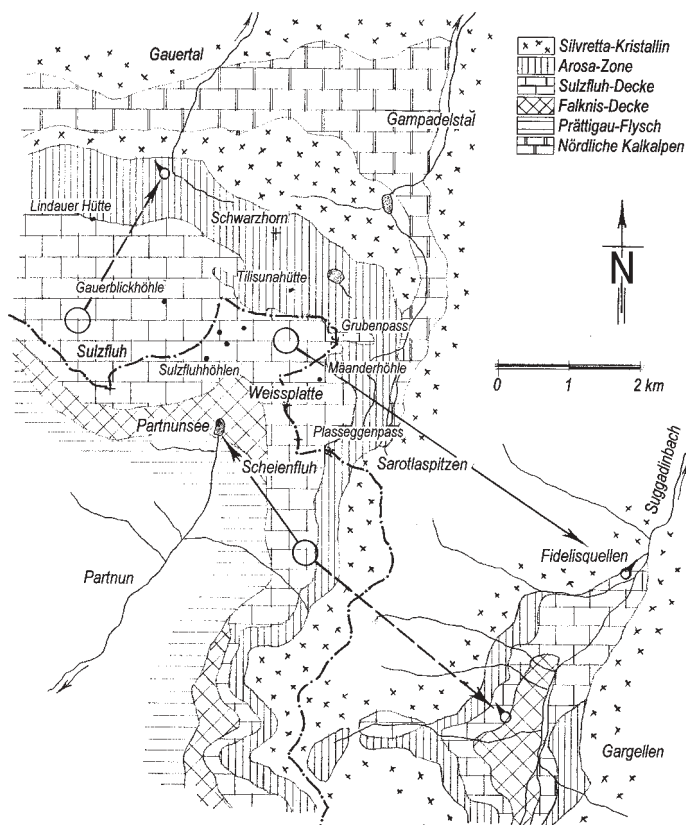 Gauertal
Gampadelstal
Silvretta-Kristallin
Arosa-Zone
Sulzfluh-Decke
Falknis-Decke
Prättigau-Flysch
Nördliche Kalkalpen
Lindauer Hütte
Schwarzhorn
Gauerblickhöhle
Tilisunahütte
N
Grubenpass
Sulzfluh
Sulzfluhhöhlen
Mäanderhöhle
0 1 2 km
Weissplatte
Partnunsee
Plasseggenpass
Scheienfluh
Sarotlaspitzen
Suggadinbach
Partnun
Fidelisquellen
Gargellen